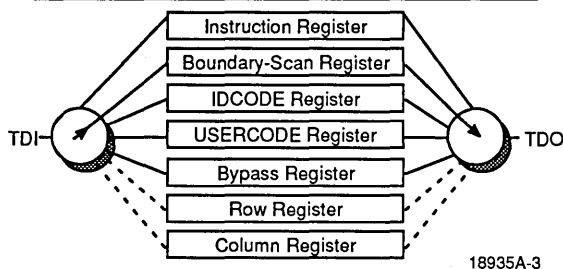 Instruction Register
Boundary-Scan Register
IDCODE Register
TDI USERCODE Register TDO
Bypass Register
Row Register
Column Register
18935A-3